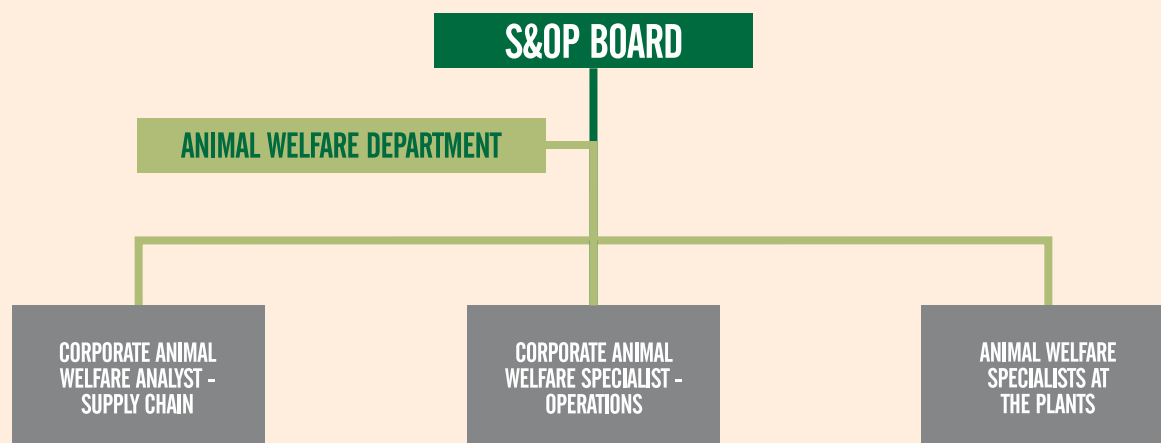 S&OP BOARD
ANIMAL WELFARE DEPARTMENT
CORPORATE ANIMAL
WELFARE ANALYST -
SUPPLY CHAIN
CORPORATE ANIMAL
WELFARE SPECIALIST -
OPERATIONS
ANIMAL WELFARE
SPECIALISTS AT
THE PLANTS